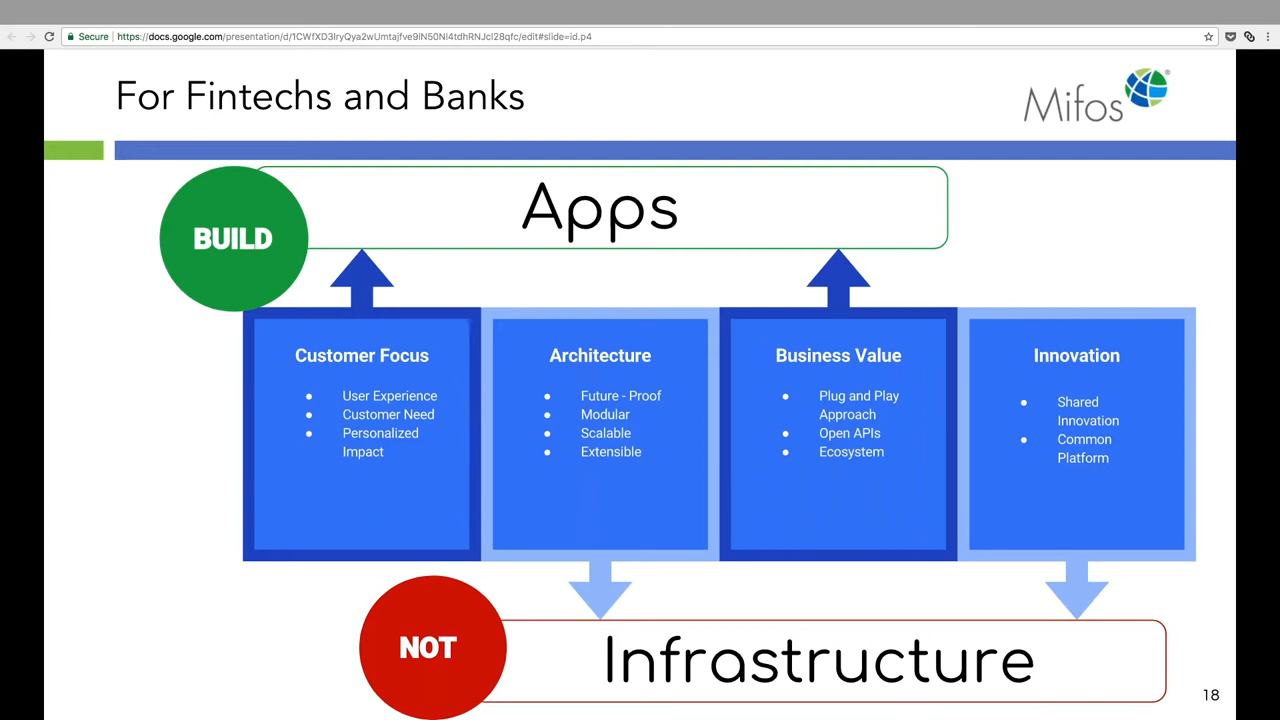 Secure
https://docs.google.com/presentation/d/1CWfXD3lryQya2wUmtajfve9lN50Nl4tdhRNJcl28qfc/edit#slide=id.p4
For Fintechs and Banks
Mifos
BUILD
Apps
Customer Focus
• User Experience
• Customer Need
• Personalized
Impact
Architecture
• Future - Proof
• Modular
• Scalable
• Extensible
Business Value
• Plug and Play
Approach
• Open APIs
• Ecosystem
Innovation
• Shared
Innovation
• Common
Platform
NOT
Infrastructure
18